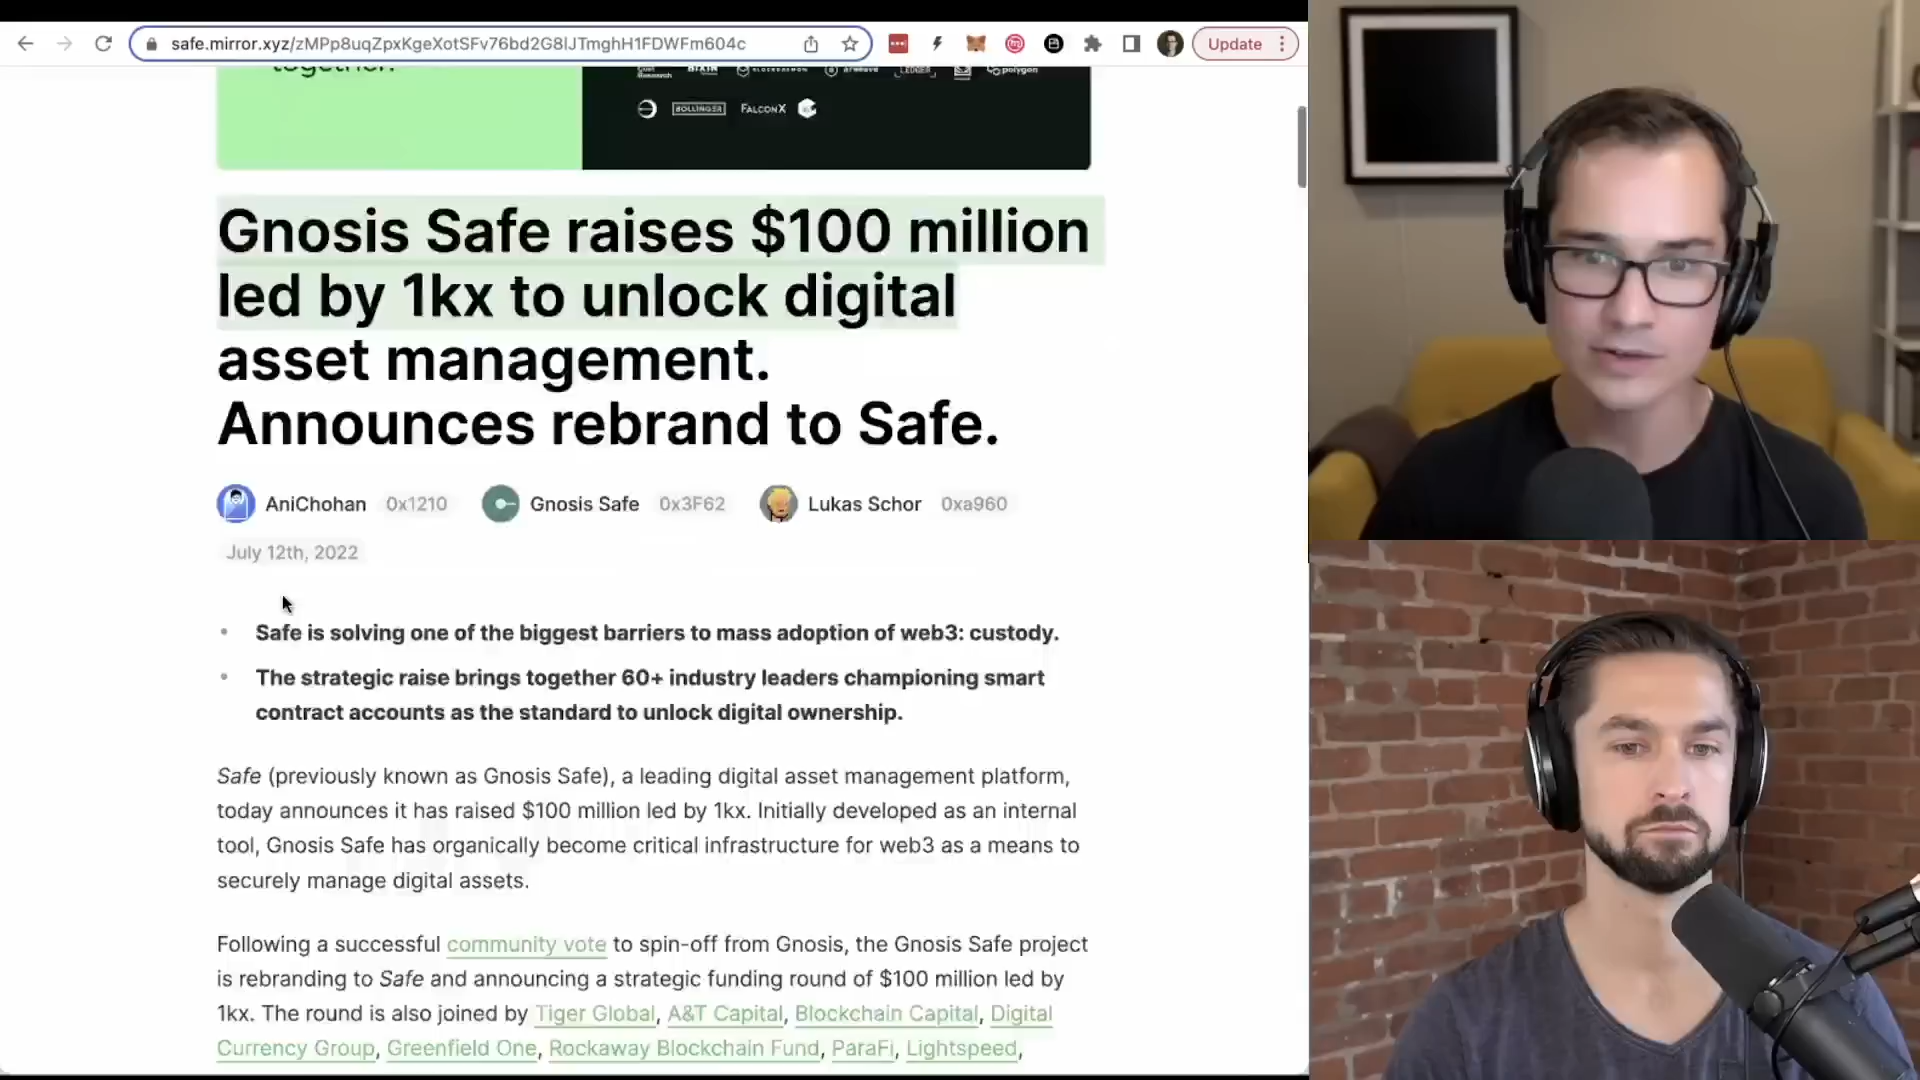 safe.mirror.xyz/zMPp8uqZpxKgeXotSFv76bd2G8IJTmghH1FDWFm604c
Update
together.
LEDGER
polygon
BOLLINGER
FALCONX
Gnosis Safe raises $100 million
led by 1kx to unlock digital
asset management.
Announces rebrand to Safe.
AniChohan 0x1210 Gnosis Safe 0x3F62 Lukas Schor 0xa960
July 12th, 2022
• Safe is solving one of the biggest barriers to mass adoption of web3: custody.
• The strategic raise brings together 60+ industry leaders championing smart
contract accounts as the standard to unlock digital ownership.
Safe (previously known as Gnosis Safe), a leading digital asset management platform,
today announces it has raised $100 million led by 1kx. Initially developed as an internal
tool, Gnosis Safe has organically become critical infrastructure for web3 as a means to
securely manage digital assets.
Following a successful community vote to spin-off from Gnosis, the Gnosis Safe project
is rebranding to Safe and announcing a strategic funding round of $100 million led by
1kx. The round is also joined by Tiger Global, A&T Capital, Blockchain Capital, Digital
Currency Group, Greenfield One, Rockaway Blockchain Fund, ParaFi, Lightspeed,